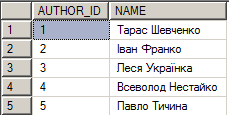 AUTHOR_ID NAME
1 1 Тарас Шевченко
2 2 Іван Франко
3 3 Леся Українка
4 4 Всеволод Нестайко
5 5 Павло Тичина